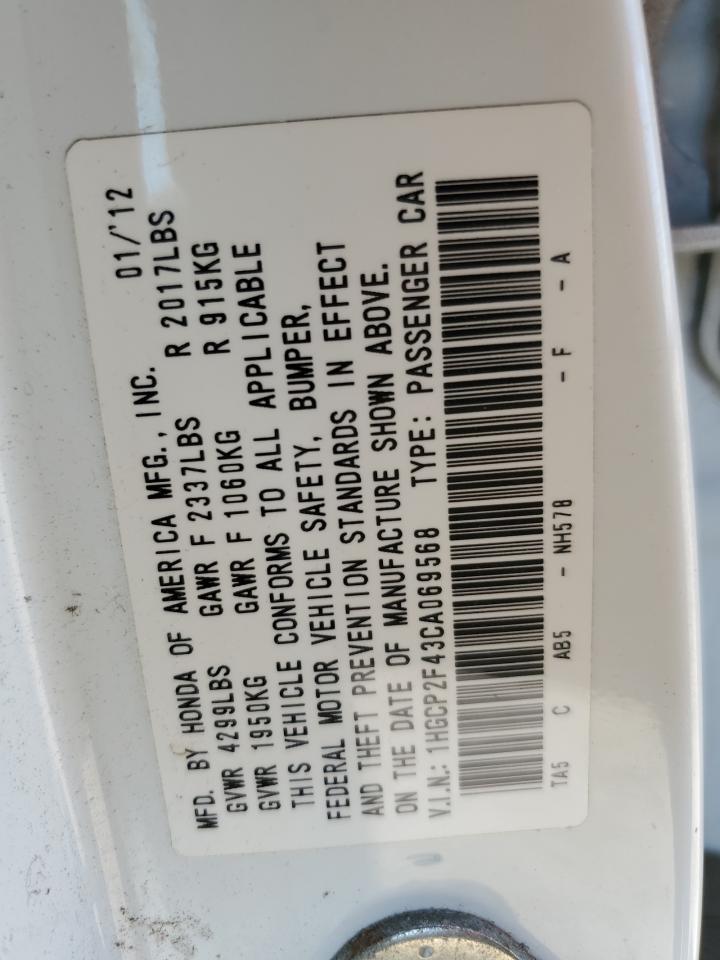 MFD. BY HONDA OF AMERICA MFG., INC. 01/'12
GVWR 4299LBS GAWR F 2337LBS R 2017LBS
GVWR 1950KG GAWR F 1060KG R 915KG
THIS VEHICLE CONFORMS TO ALL APPLICABLE
FEDERAL MOTOR VEHICLE SAFETY, BUMPER,
AND THEFT PREVENTION STANDARDS IN EFFECT
ON THE DATE OF MANUFACTURE SHOWN ABOVE.
V.I.N.: 1HGCP2F43CA069568 TYPE: PASSENGER CAR
TA5 C AB5 - NH578 - F - A